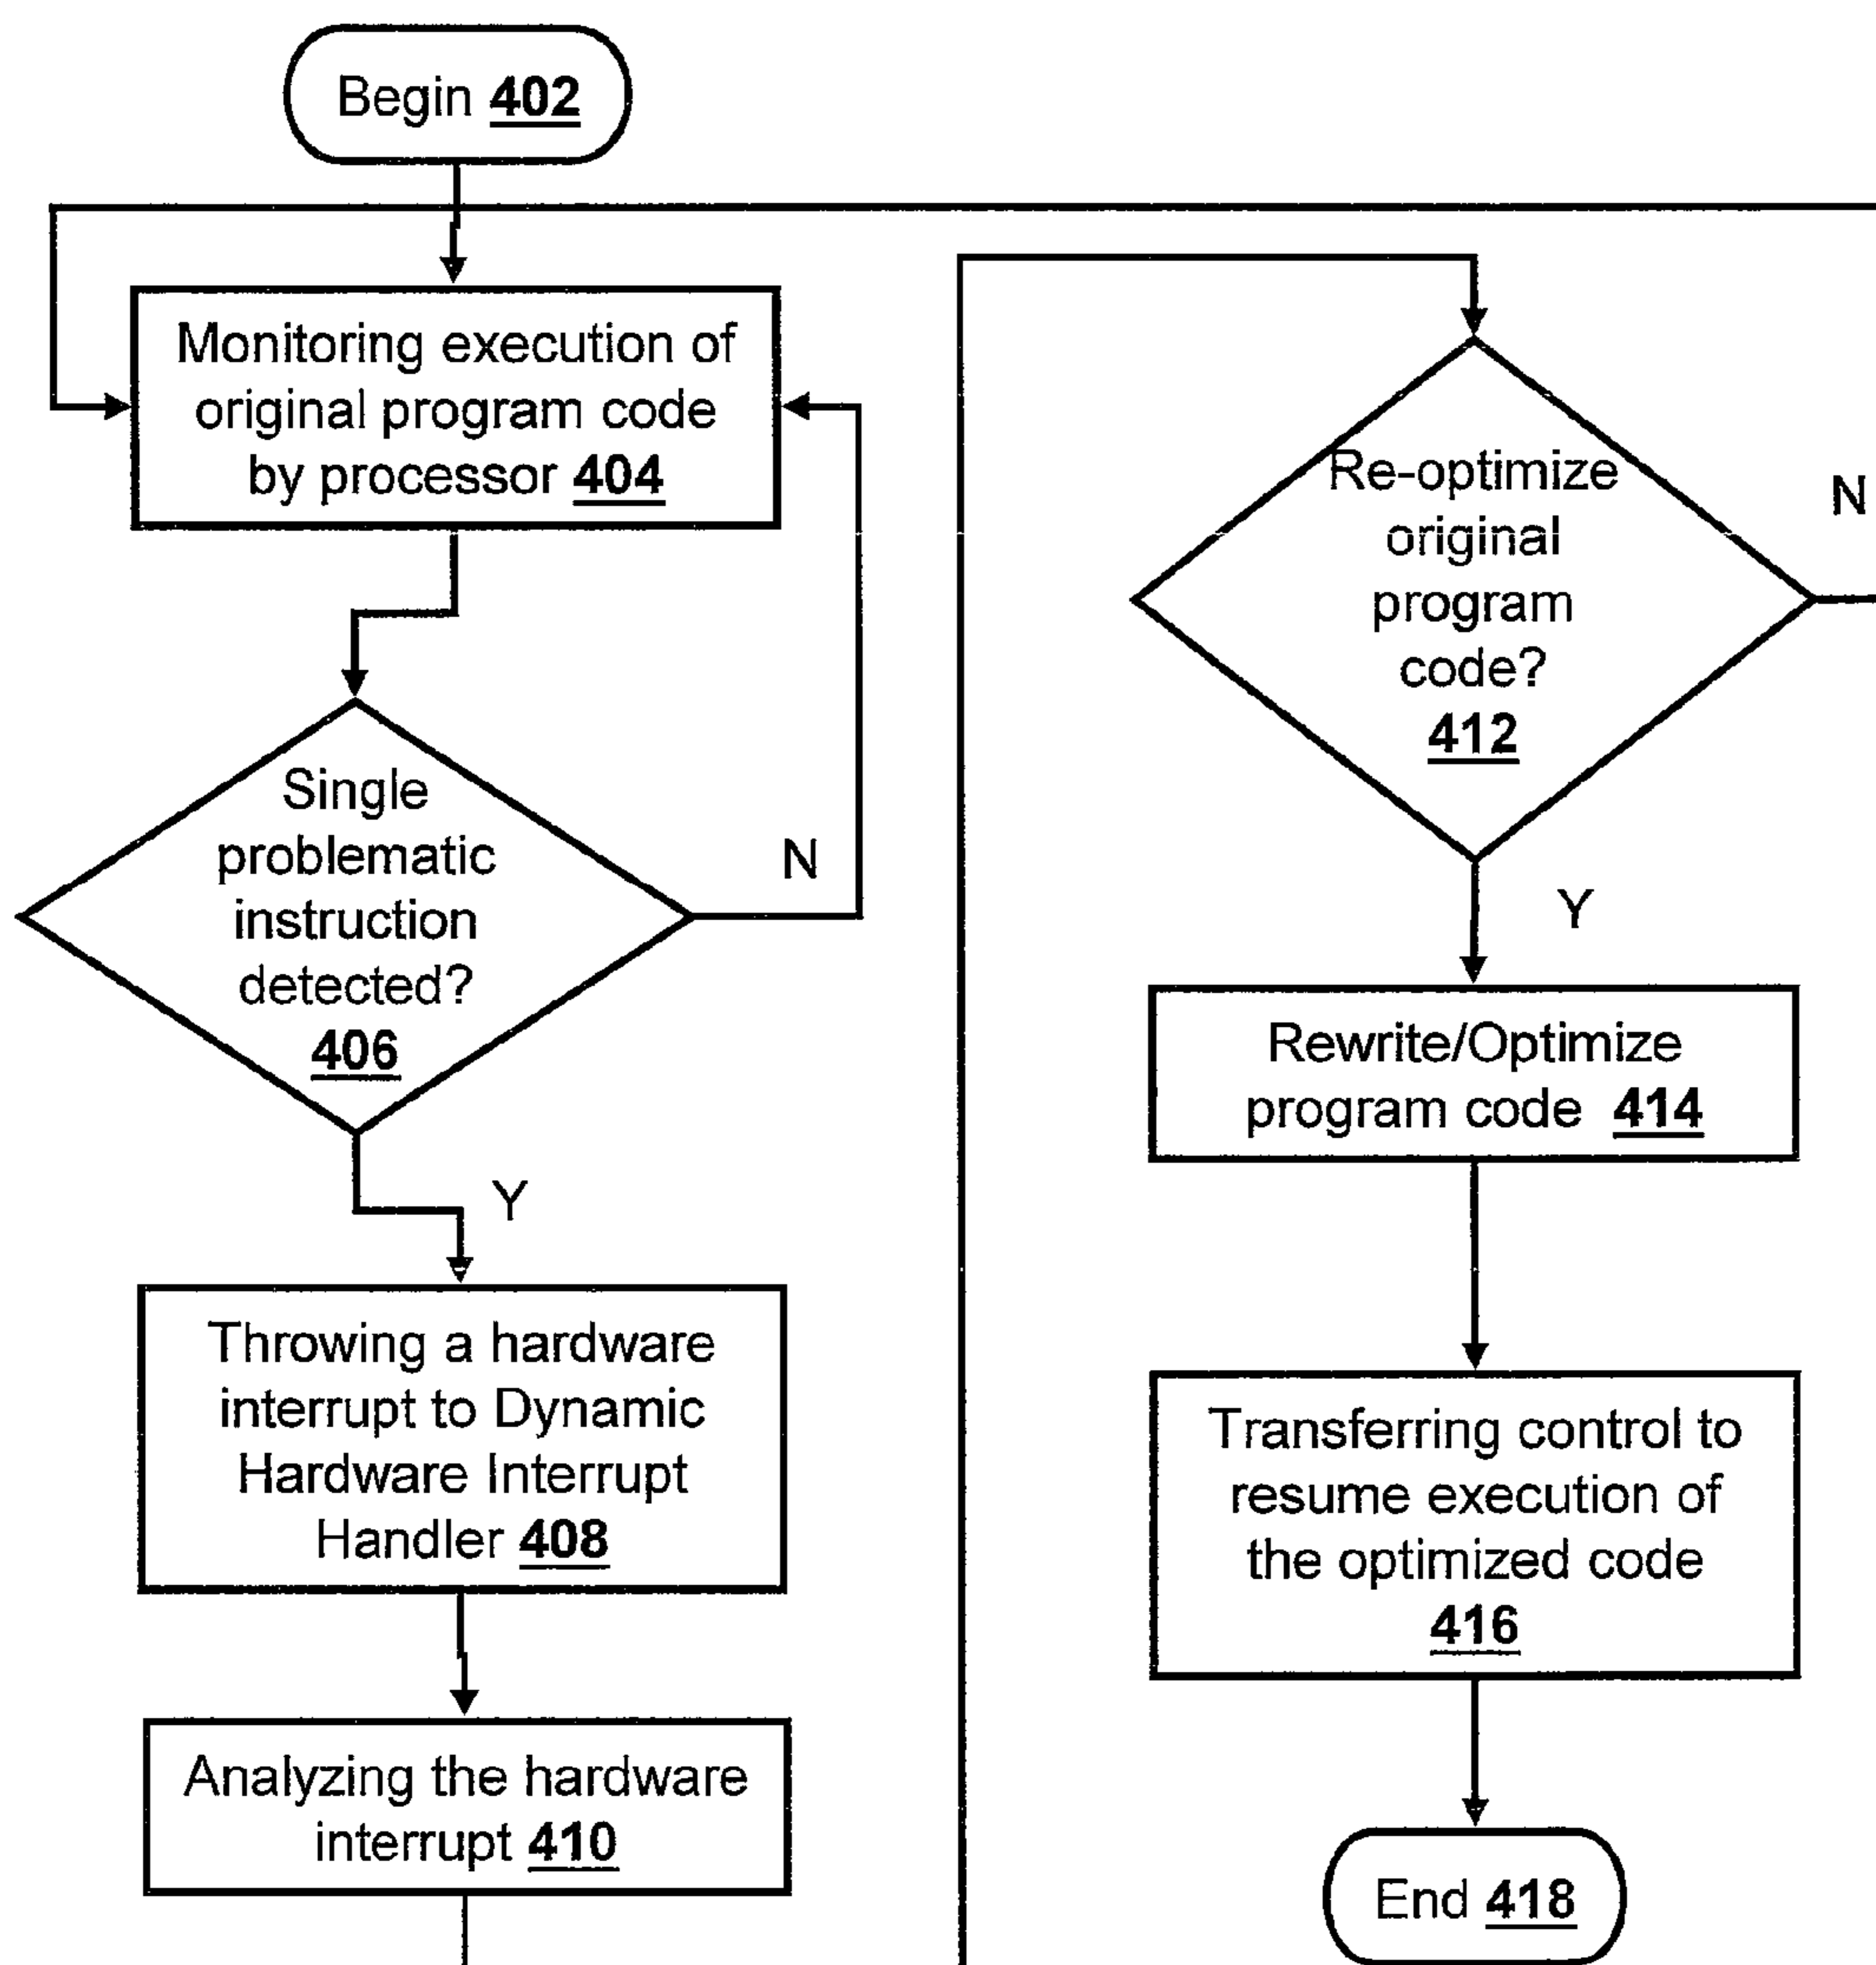 Begin 402
Monitoring execution of
original program code
by processor 404
Single
problematic
instruction
detected?
406
N
Y
Throwing a hardware
interrupt to Dynamic
Hardware Interrupt
Handler 408
Analyzing the hardware
interrupt 410
Re-optimize
original
program
code?
412
N
Y
Rewrite/Optimize
program code 414
Transferring control to
resume execution of
the optimized code
416
End 418